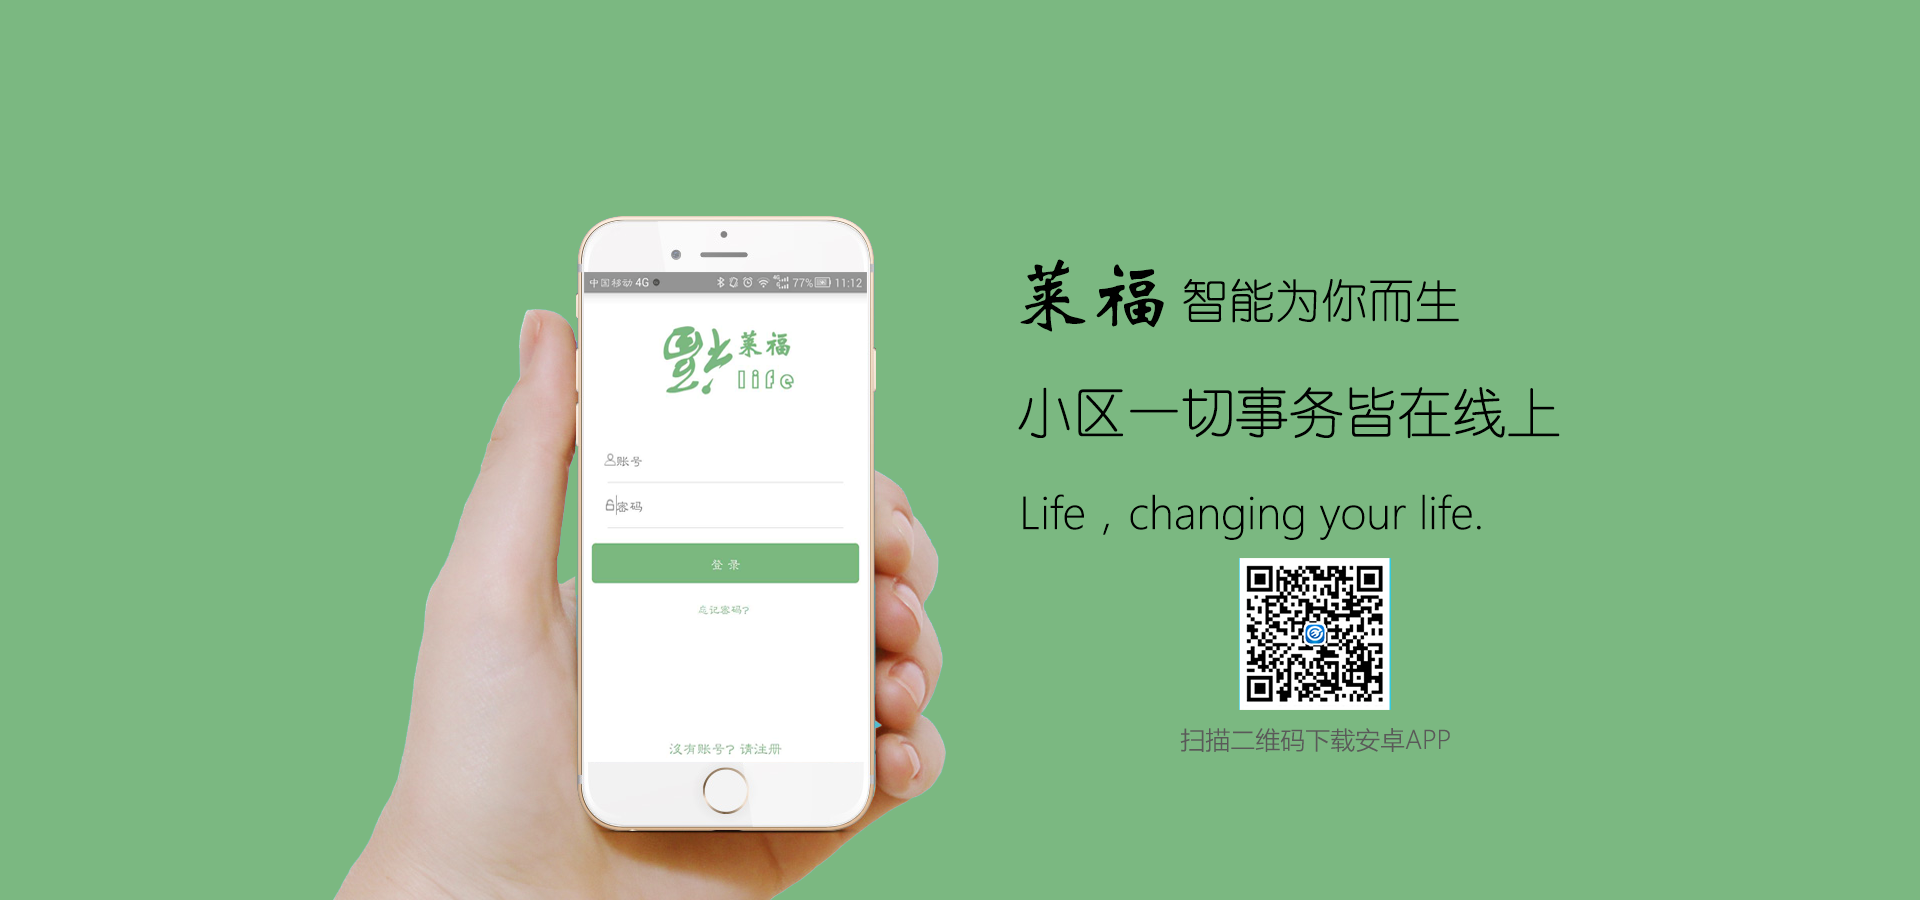 中国移动 4G 77% 11:12
莱福
life
账号
密码
登录
忘记密码?
没有账号? 请注册
莱福 智能为你而生
小区一切事务皆在线上
Life , changing your life.
扫描二维码下载安卓APP